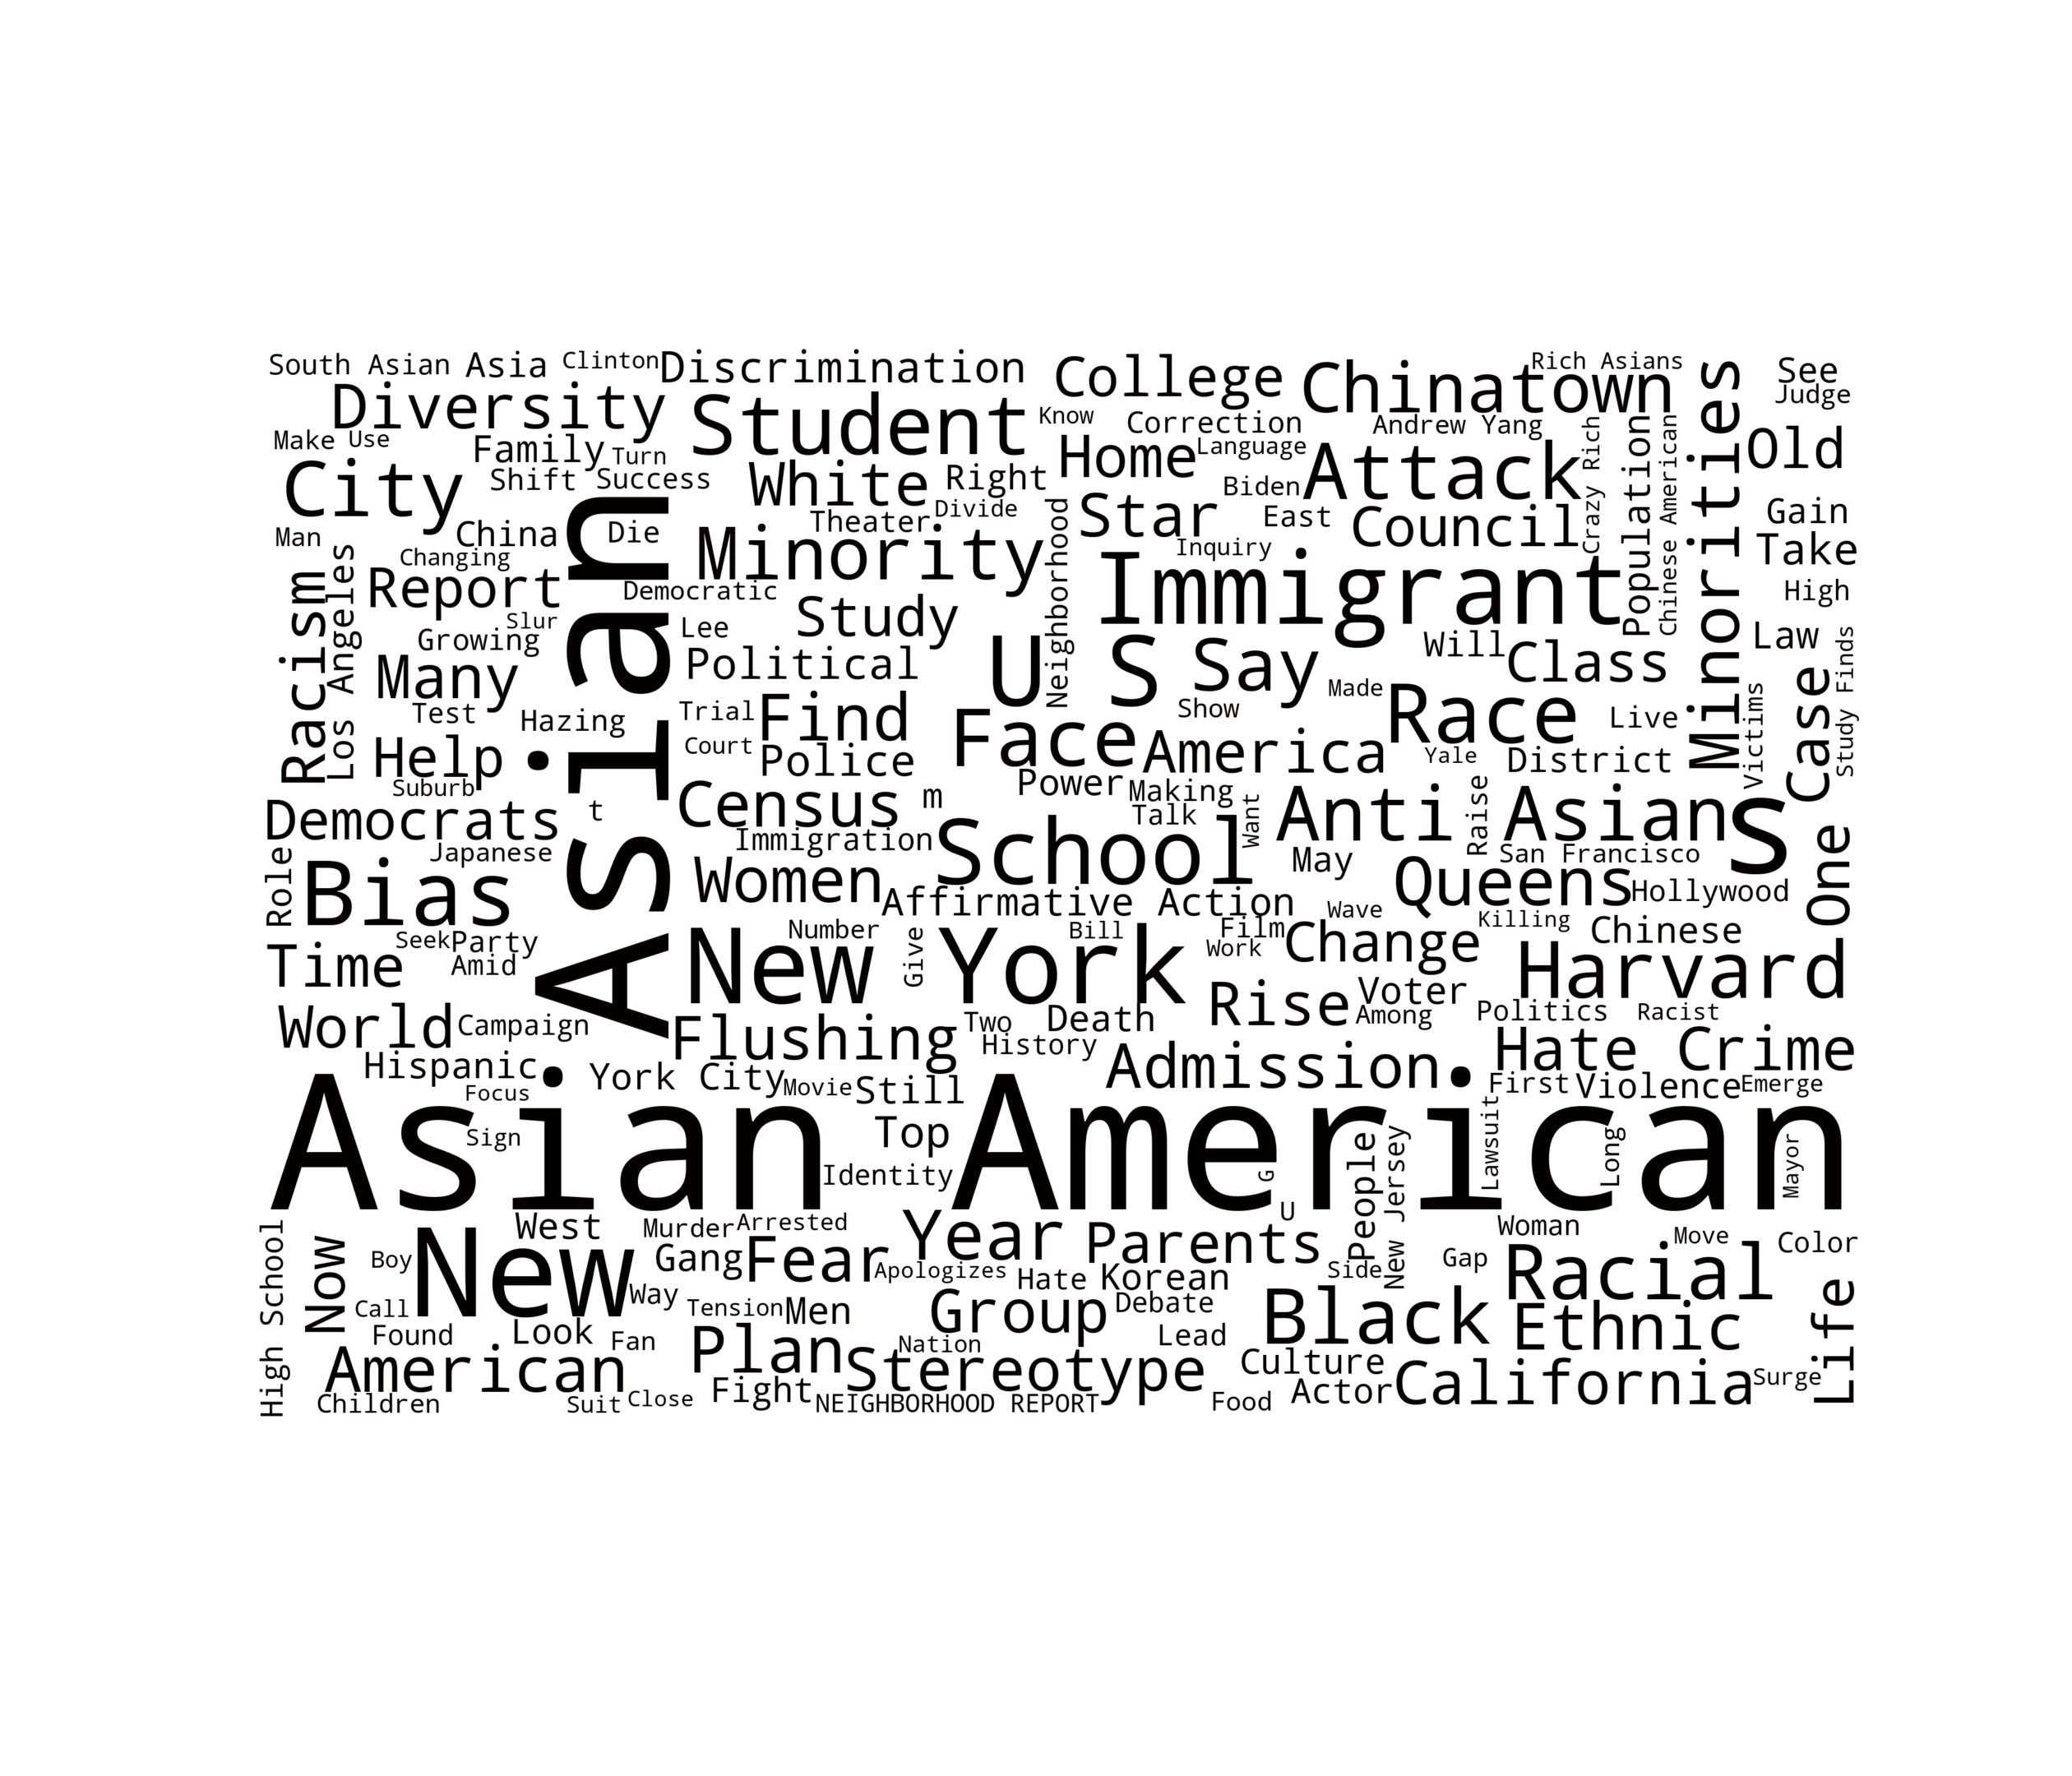 South Asian
Asia
Clinton
Discrimination
College
Chinatown
Rich Asians
Minorities
See
Judge
Diversity
Student
Know
Correction
Andrew Yang
Crazy Rich
Population
Chinese American
Old
Make
Use
Family
Turn
Home
Language
Attack
City
Shift
Success
White
Right
Biden
Star
East
Council
Gain
Man
China
Die
Theater
Divide
Neighborhood
Minority
Inquiry
Take
Racism
Los Angeles
Changing
Report
Asian
Democratic
Immigrant
High
Slur
Growing
Lee
Study
Will
Law
Many
Political
U S
Say
Class
Case
Study Finds
Test
Hazing
Trial
Find
Face
Show
Made
Race
Live
Victims
Help
Court
Police
America
Yale
District
Suburb
Power
Making
Democrats
t
Census
m
Talk
Want
Anti Asian
Raise
s
One
Role
Japanese
Immigration
School
May
San Francisco
Bias
Women
Queens
Hollywood
Affirmative Action
Wave
Killing
Time
Seek
Party
Amid
Number
Give
New York
Bill
Film
Work
Change
Chinese
Harvard
World
Campaign
Flushing
Two
Death
History
Rise
Voter
Among
Politics
Racist
Hispanic
York City
Movie
Still
Admission
Hate Crime
First
Violence
Emerge
Focus
Sign
Asian American
Top
Identity
G
U
People
New Jersey
Lawsuit
Long
Mayor
High School
Now
West
Murder
Arrested
Year
Parents
Woman
Move
Color
Boy
New
Gang
Fear
Apologizes
Hate
Korean
Side
Gap
Racial
Life
Call
Way
Tension
Men
Group
Debate
Black
Ethnic
Found
Look
Fan
Plan
Nation
Lead
American
Stereotype
Culture
California
Surge
Children
Suit
Close
Fight
NEIGHBORHOOD REPORT
Food
Actor